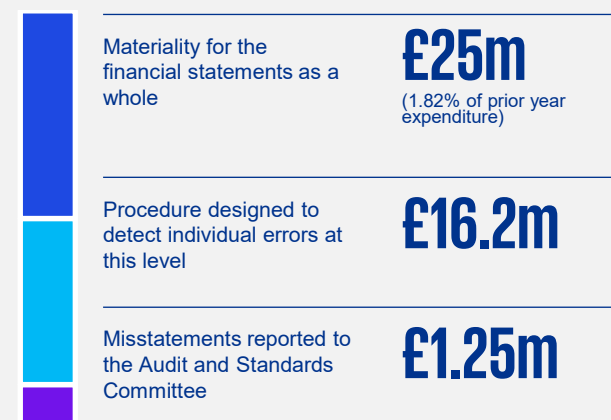 Materiality for the
financial statements as a
whole
£25m
(1.82% of prior year
expenditure)
Procedure designed to
detect individual errors at
this level
£16.2m
Misstatements reported to
the Audit and Standards
Committee
£1.25m